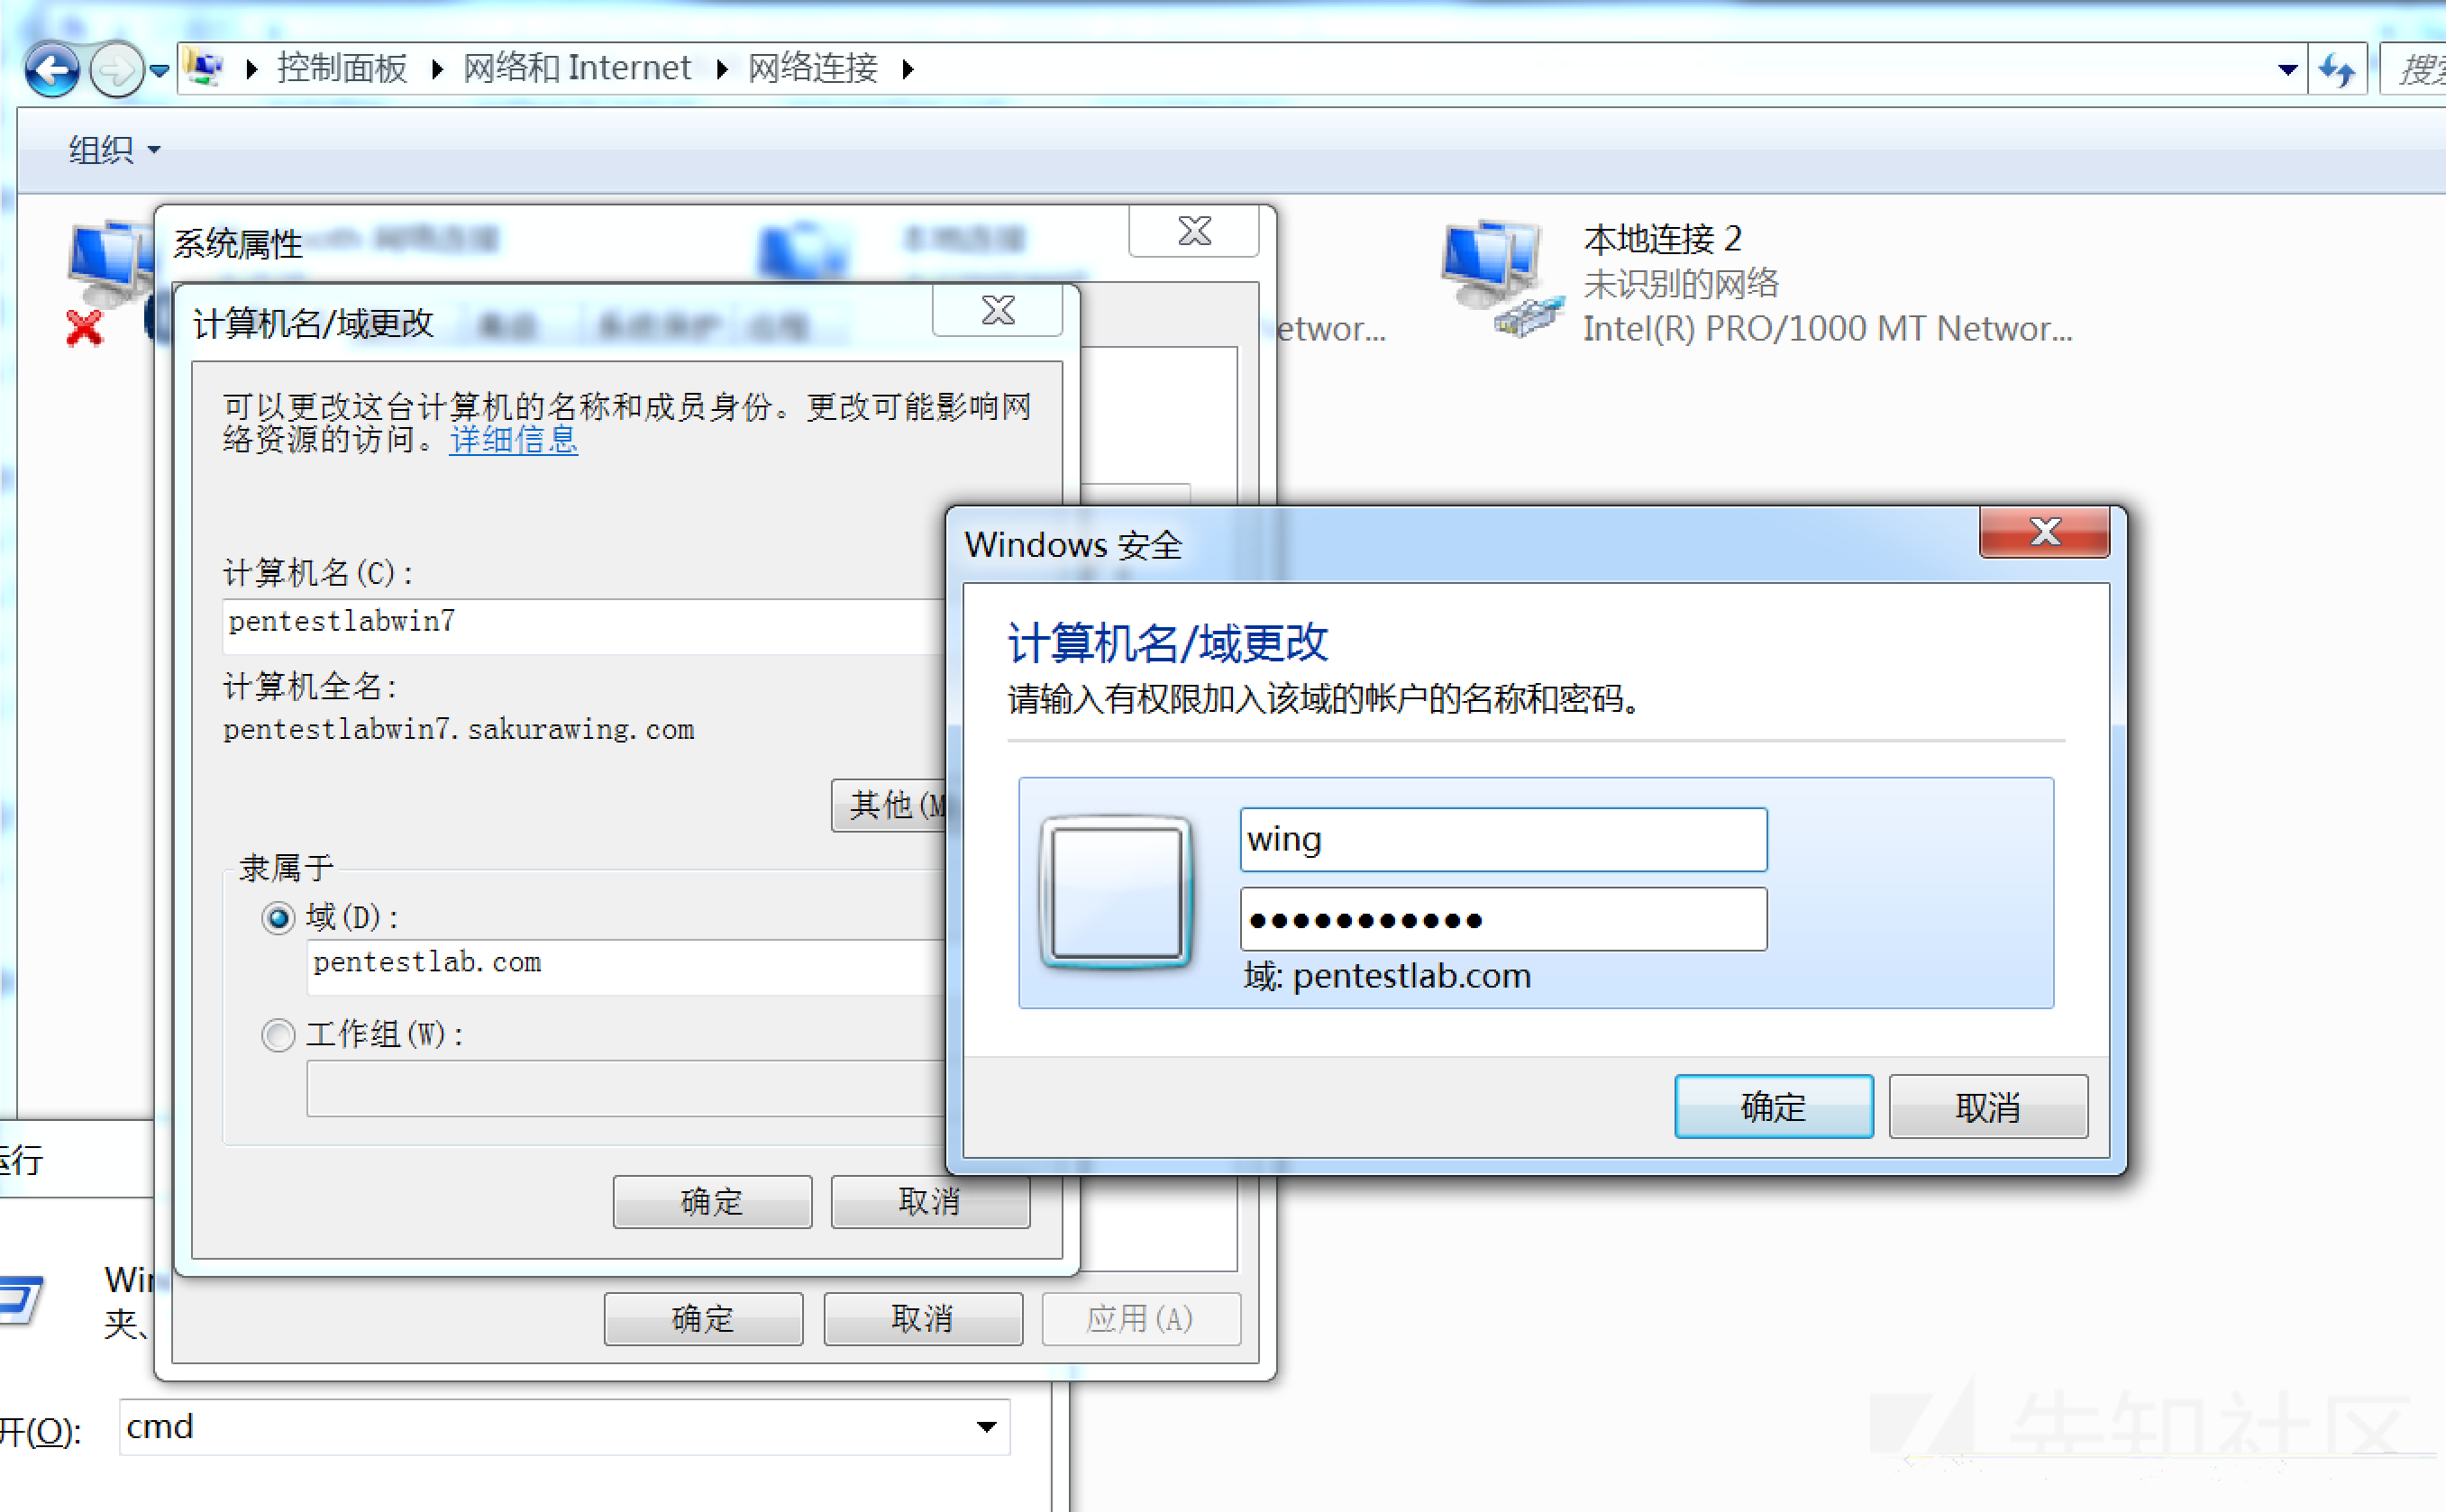 控制面板 网络和 Internet 网络连接
搜索
组织
系统属性
本地连接 2
未识别的网络
etwor...
Intel(R) PRO/1000 MT Networ...
计算机名/域更改
可以更改这台计算机的名称和成员身份。更改可能影响网
络资源的访问。详细信息
计算机名(C):
pentestlabwin7
计算机全名:
pentestlabwin7.sakurawing.com
其他(M
隶属于
域(D):
pentestlab.com
工作组(W):
确定 取消
确定 取消 应用(A)
Windows 安全
计算机名/域更改
请输入有权限加入该域的帐户的名称和密码。
wing
●●●●●●●●●●●
域: pentestlab.com
确定 取消
运行
Win
夹、
开(O):
cmd
先知社区